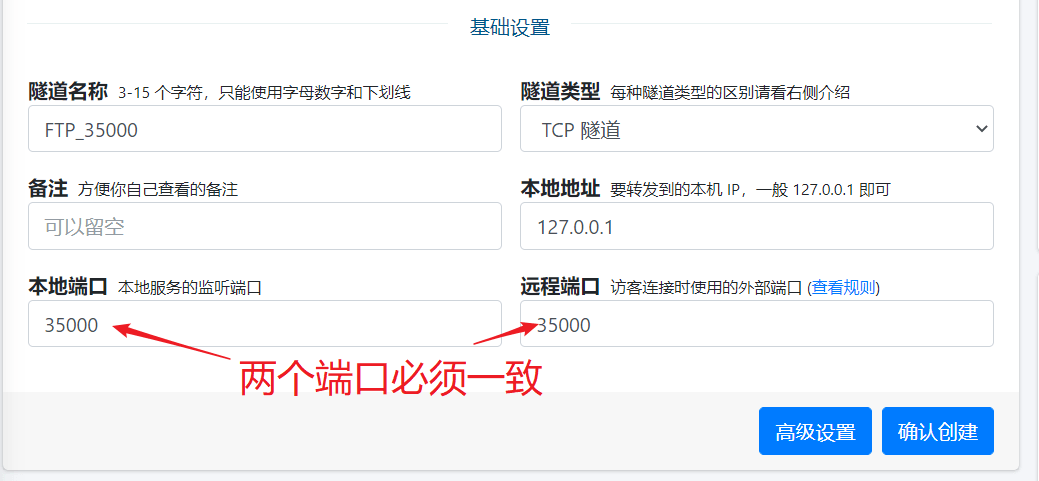 基础设置
隧道名称 3-15 个字符，只能使用字母数字和下划线
FTP_35000
隧道类型 每种隧道类型的区别请看右侧介绍
TCP 隧道
备注 方便你自己查看的备注
可以留空
本地地址 要转发到的本机 IP，一般 127.0.0.1 即可
127.0.0.1
本地端口 本地服务的监听端口
35000
远程端口 访客连接时使用的外部端口 (查看规则)
35000
两个端口必须一致
高级设置
确认创建